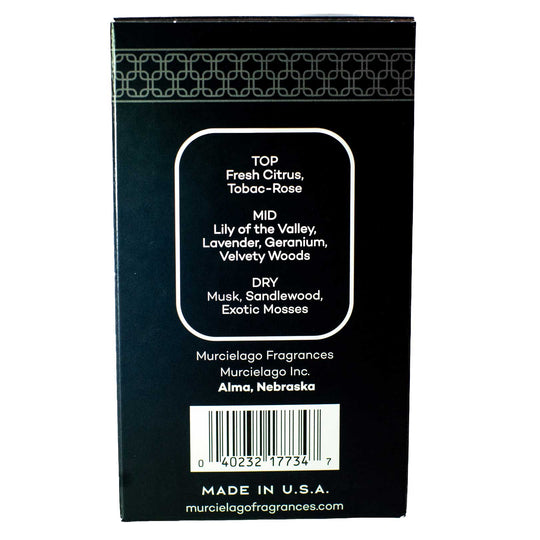 TOP
Fresh Citrus,
Tobac-Rose
MID
Lily of the Valley,
Lavender, Geranium,
Velvety Woods
DRY
Musk, Sandalwood,
Exotic Mosses
Murcielago Fragrances
Murcielago Inc.
Alma, Nebraska
0 40232 17734 7
MADE IN U.S.A.
murcielagofragrances.com